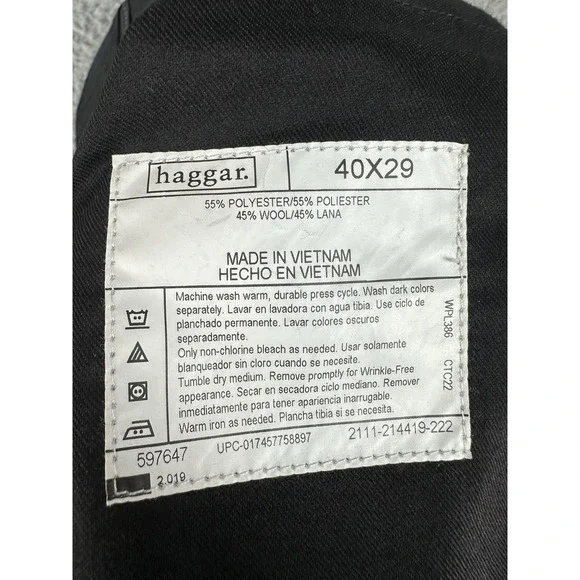 haggar.
40X29
55% POLYESTER/55% POLIESTER
45% WOOL/45% LANA
MADE IN VIETNAM
HECHO EN VIETNAM
Machine wash warm, durable press cycle. Wash dark colors
separately. Lavar en lavadora con agua tibia. Use ciclo de
planchado permanente. Lavar colores oscuros
separadamente.
Only non-chlorine bleach as needed. Usar solamente
blanqueador sin cloro cuando se necesite.
Tumble dry medium. Remove promptly for Wrinkle-Free
appearance. Secar en secadora ciclo mediano. Remover
inmediatamente para tener apariencia inarrugable.
Warm iron as needed. Plancha tibia si se necesita.
WPL386 CTC22
597647
UPC-017457758897
2111-214419-222
2.019